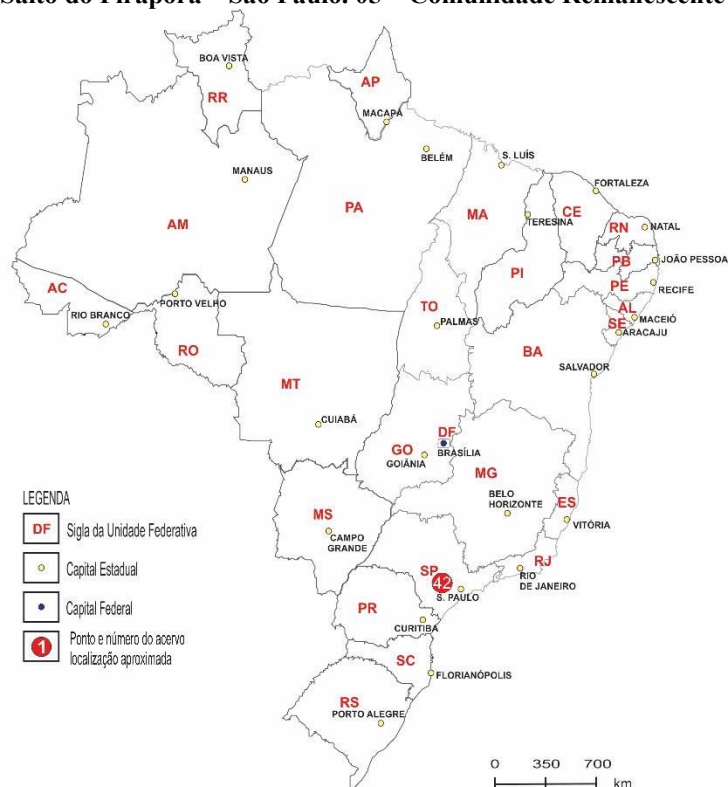 Salto do Pirapora – São Paulo. 05 – Comunidade Remanescente
BOA VISTA
RR
AP
MACAPÁ
BELÉM
S. LUÍS
FORTALEZA
MANAUS
PA
MA
TERESINA
CE
RN
NATAL
AM
PI
PB
JOÃO PESSOA
AC
PE
RECIFE
PORTO VELHO
TO
AL
MACEIÓ
RIO BRANCO
PALMAS
SE
ARACAJU
RO
BA
MT
SALVADOR
CUIABÁ
DF
GO
BRASÍLIA
GOIÂNIA
MG
LEGENDA
BELO
HORIZONTE
ES
VITÓRIA
DF Sigla da Unidade Federativa
MS
CAMPO
GRANDE
Capital Estadual
SP
42
RJ
RIO
DE JANEIRO
S. PAULO
Capital Federal
PR
CURITIBA
1 Ponto e número do acervo
localização aproximada
SC
FLORIANÓPOLIS
RS
PORTO ALEGRE
0 350 700
km